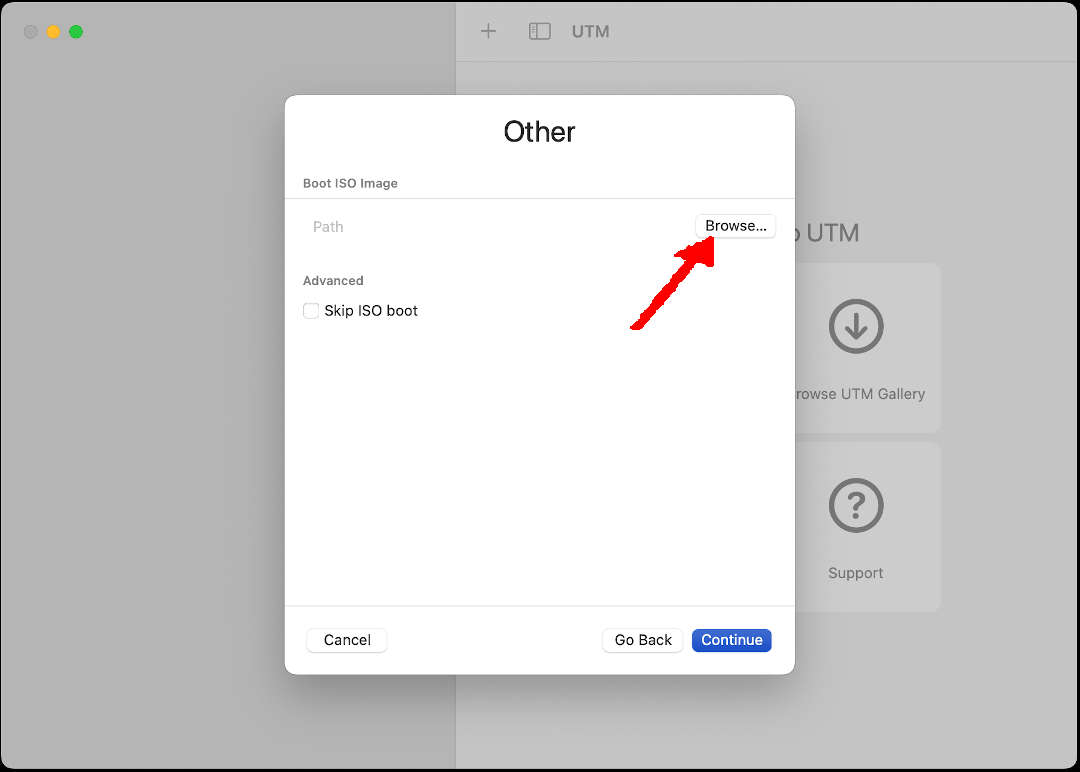 UTM
Other
Boot ISO Image
Path
Browse...
UTM
Advanced
Skip ISO boot
rowse UTM Gallery
?
Support
Cancel
Go Back
Continue